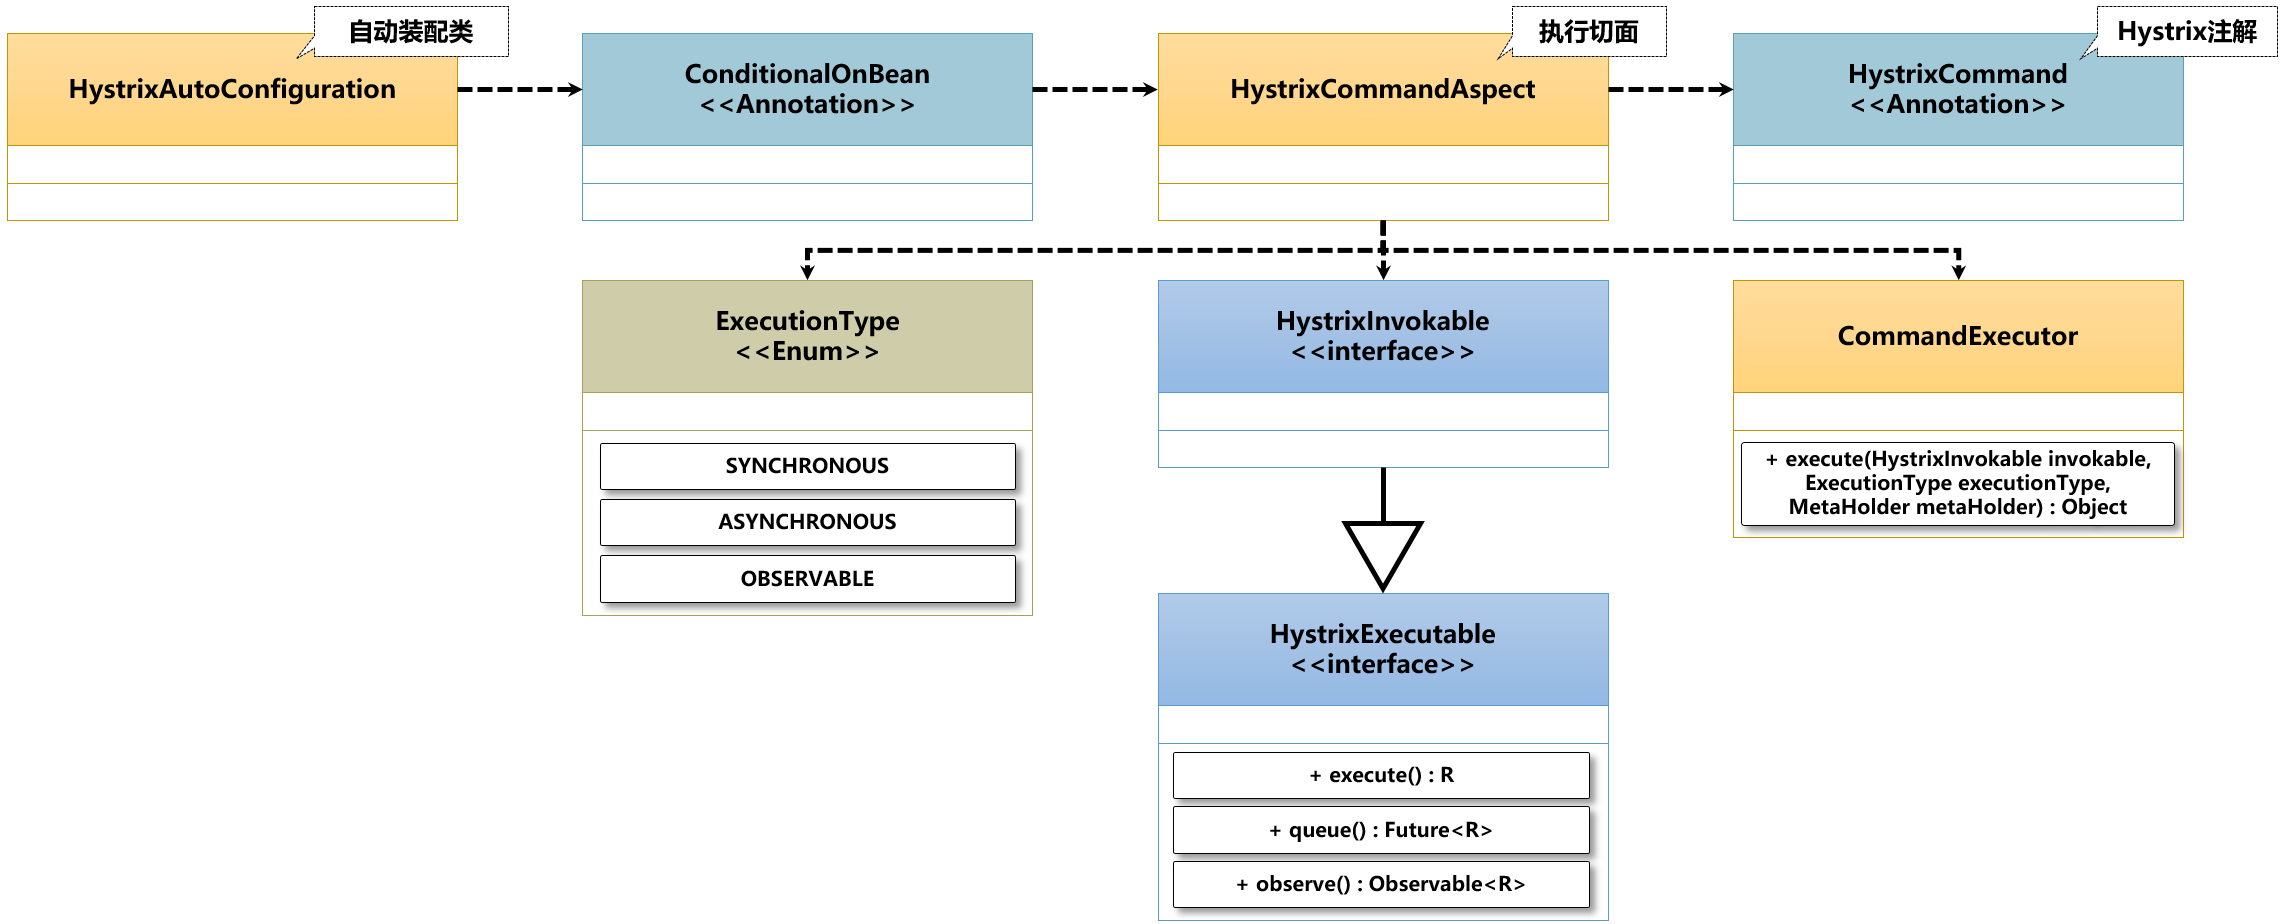 自动装配类
HystrixAutoConfiguration
ConditionalOnBean
<<Annotation>>
执行切面
HystrixCommandAspect
Hystrix注解
HystrixCommand
<<Annotation>>
ExecutionType
<<Enum>>
SYNCHRONOUS
ASYNCHRONOUS
OBSERVABLE
HystrixInvokable
<<interface>>
CommandExecutor
+ execute(HystrixInvokable invokable,
ExecutionType executionType,
MetaHolder metaHolder) : Object
HystrixExecutable
<<interface>>
+ execute() : R
+ queue() : Future<R>
+ observe() : Observable<R>